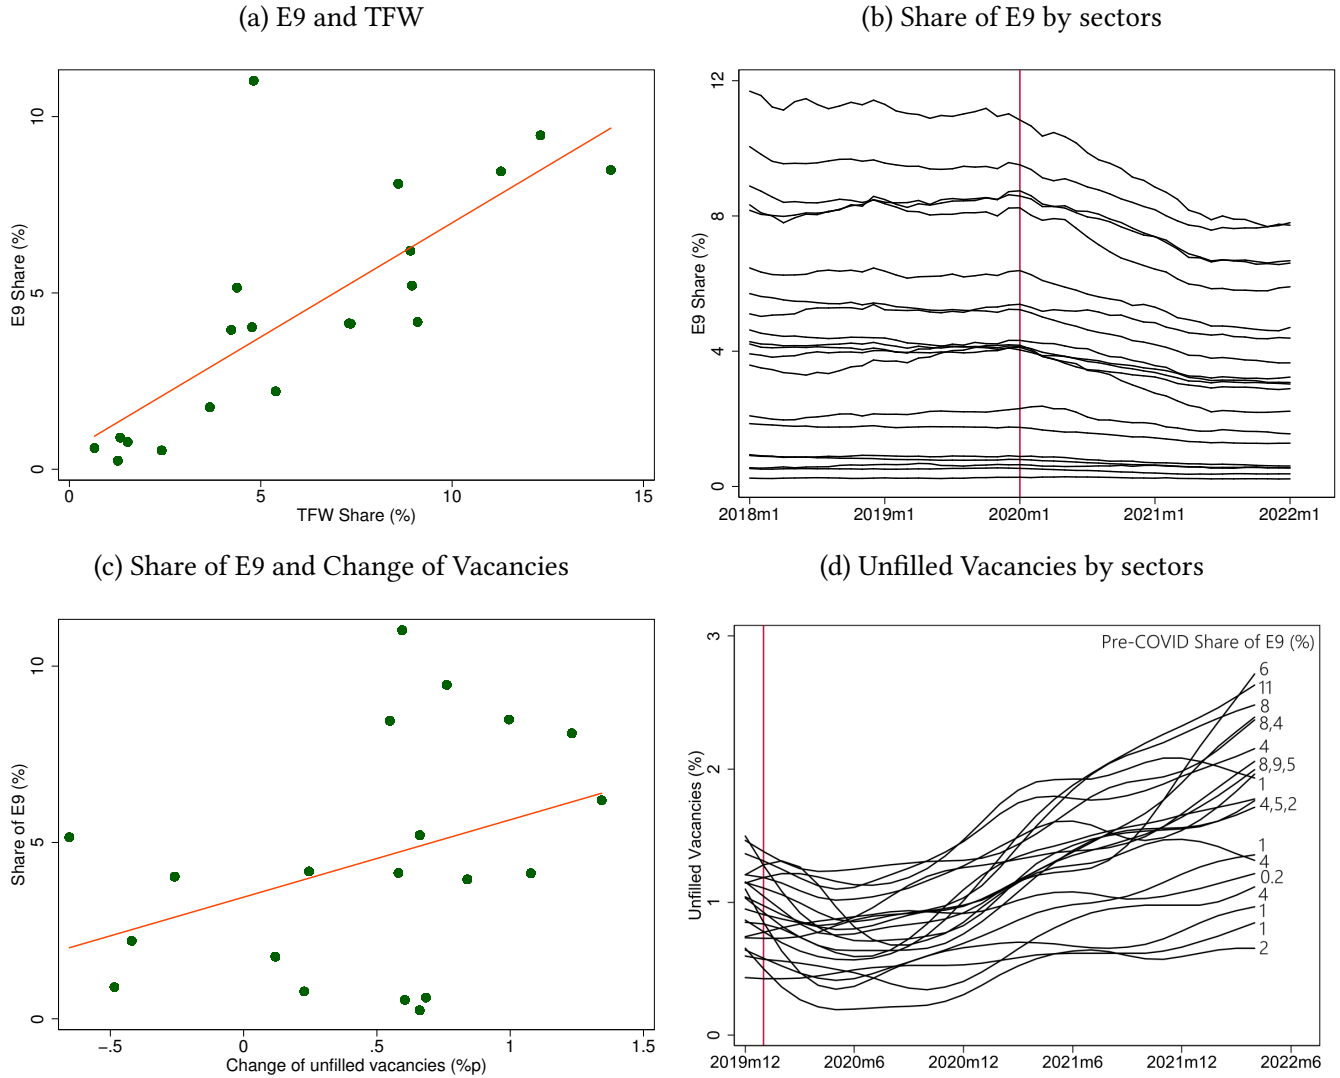 (a) E9 and TFW
E9 Share (%)
10
5
0
0 5 10 15
TFW Share (%)
(b) Share of E9 by sectors
E9 Share (%)
12
8
4
0
2018m1 2019m1 2020m1 2021m1 2022m1
(c) Share of E9 and Change of Vacancies
Share of E9 (%)
10
5
0
-.5 0 .5 1 1.5
Change of unfilled vacancies (%p)
(d) Unfilled Vacancies by sectors
Unfilled Vacancies (%)
3
2
1
0
Pre-COVID Share of E9 (%)
6
11
8
8,4
4
8,9,5
1
4,5,2
1
4
0.2
4
1
1
2
2019m12 2020m6 2020m12 2021m6 2021m12 2022m6